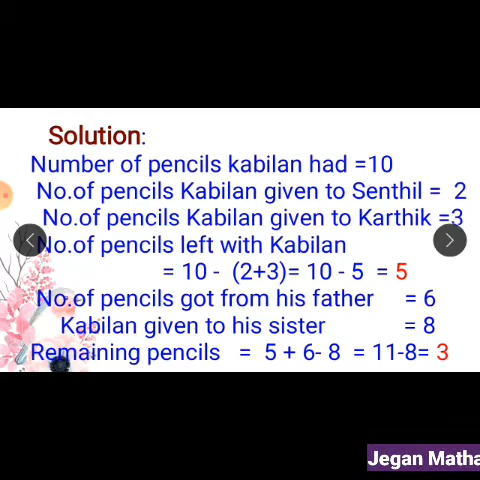 Solution:
Number of pencils kabilan had =10
No.of pencils Kabilan given to Senthil = 2
No.of pencils Kabilan given to Karthik =3
No.of pencils left with Kabilan
= 10 - (2+3)= 10 - 5 = 5
No.of pencils got from his father = 6
Kabilan given to his sister = 8
Remaining pencils = 5 + 6- 8 = 11-8= 3
Jegan Matha